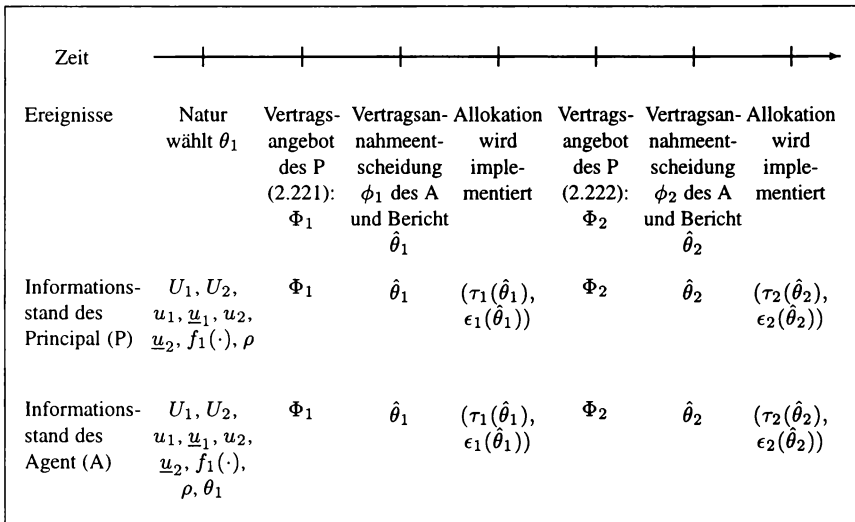 Zeit
Ereignisse Natur Vertrags- Vertragsan- Allokation Vertrags- Vertragsan- Allokation
wählt θ₁ angebot nahmeent- wird angebot nahmeent- wird
des P scheidung imple- des P scheidung imple-
(2.221): ϕ₁ des A mentiert (2.222): ϕ₂ des A mentiert
Φ₁ und Bericht Φ₂ und Bericht
θ̂₁ θ̂₂
Informations- U₁, U₂, Φ₁ θ̂₁ (τ₁(θ̂₁), Φ₂ θ̂₂ (τ₂(θ̂₂),
stand des u₁, u̲₁, u₂, ϵ₁(θ̂₁)) ϵ₂(θ̂₂))
Principal (P) u̲₂, f₁(·), ρ
Informations- U₁, U₂, Φ₁ θ̂₁ (τ₁(θ̂₁), Φ₂ θ̂₂ (τ₂(θ̂₂),
stand des u₁, u̲₁, u₂, ϵ₁(θ̂₁)) ϵ₂(θ̂₂))
Agent (A) u̲₂, f₁(·),
ρ, θ₁